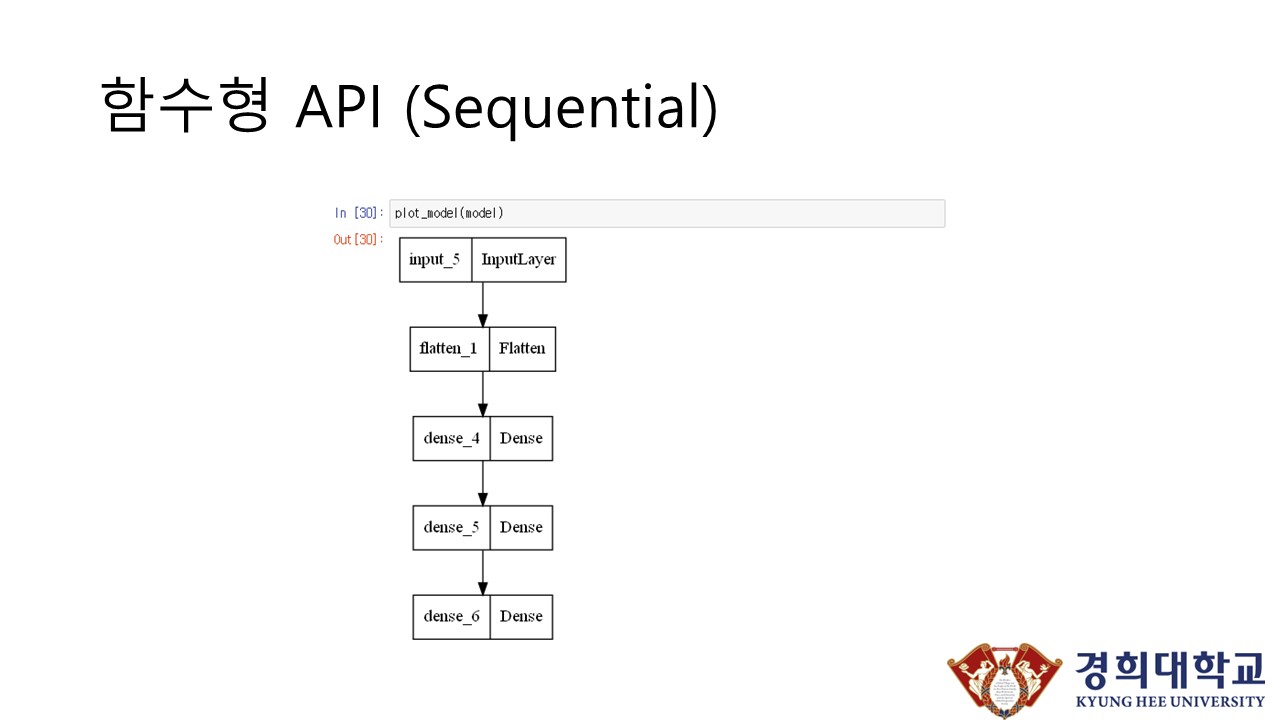 함수형 API (Sequential)
In [30]: plot_model(model)
Out[30]:
input_5 InputLayer
flatten_1 Flatten
dense_4 Dense
dense_5 Dense
dense_6 Dense
경희대학교
KYUNG HEE UNIVERSITY